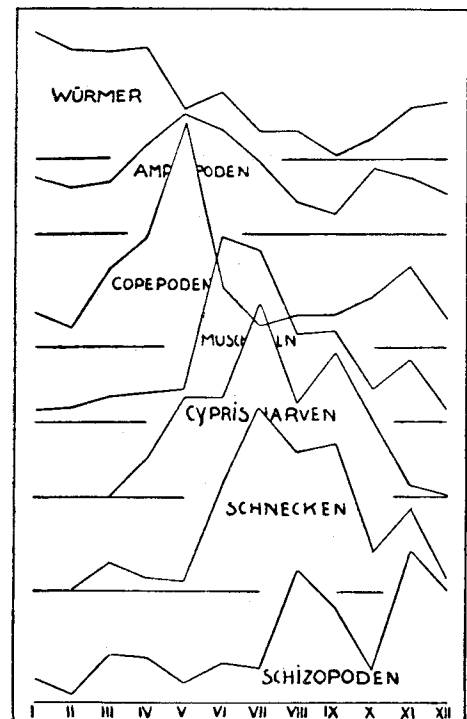 WÜRMER
AMPHIPODEN
COPEPODEN
MUSCHELN
CYPRISLARVEN
SCHNECKEN
SCHIZOPODEN
I II III IV V VI VII VIII IX X XI XII